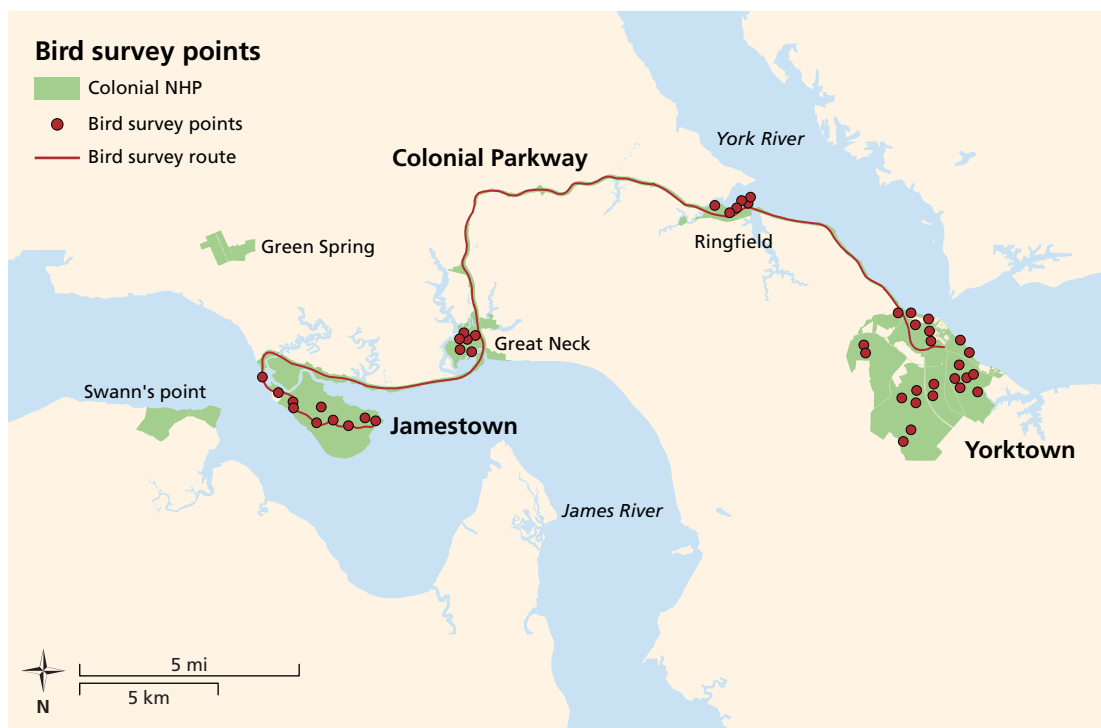 Bird survey points
Colonial NHP
Bird survey points
Bird survey route
York River
Colonial Parkway
Ringfield
Green Spring
Great Neck
Swann's point
Jamestown
Yorktown
James River
5 mi
5 km
N